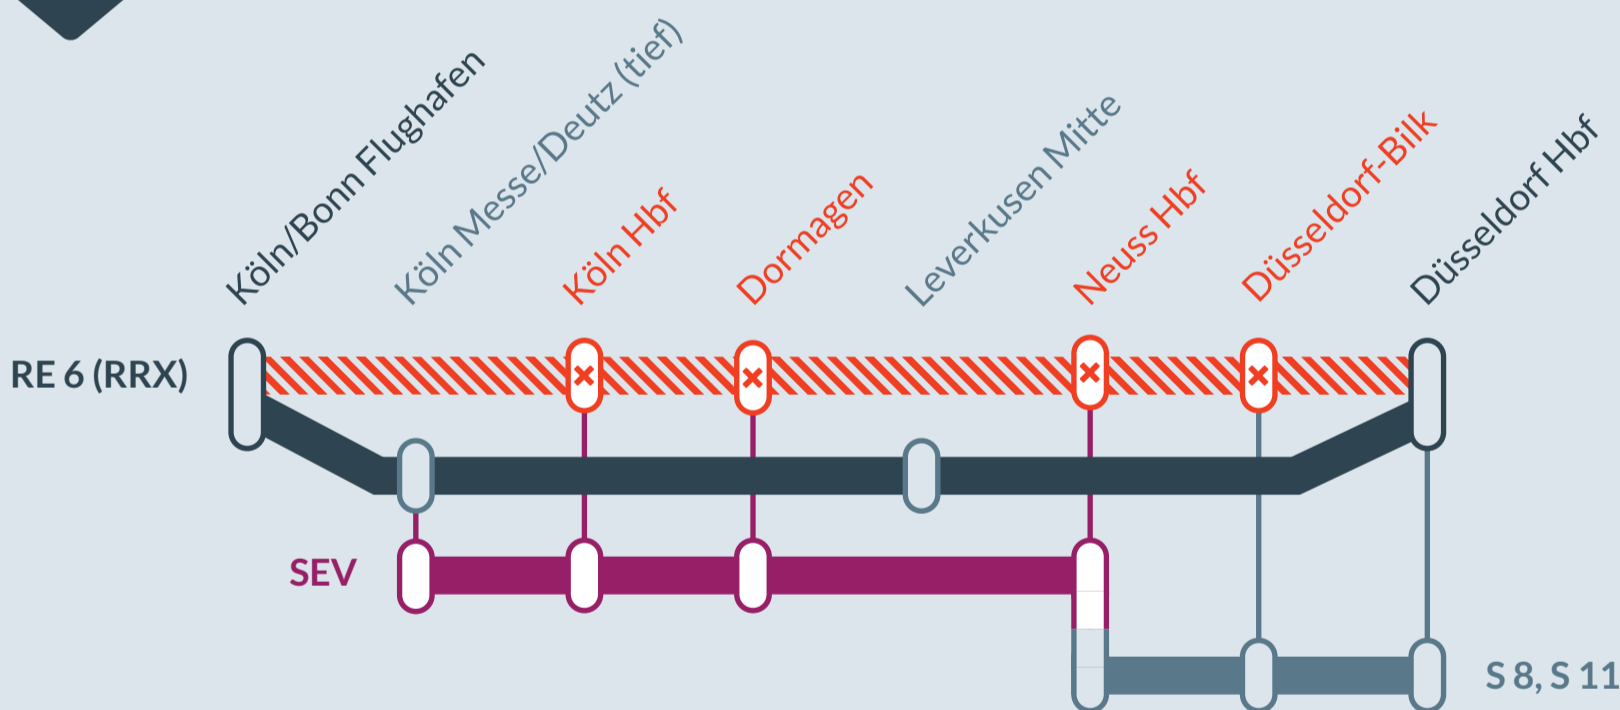 Köln/Bonn Flughafen
Köln Messe/Deutz (tief)
Köln Hbf
Dormagen
Leverkusen Mitte
Neuss Hbf
Düsseldorf-Bilk
Düsseldorf Hbf
RE 6 (RRX)
SEV
S 8, S 11